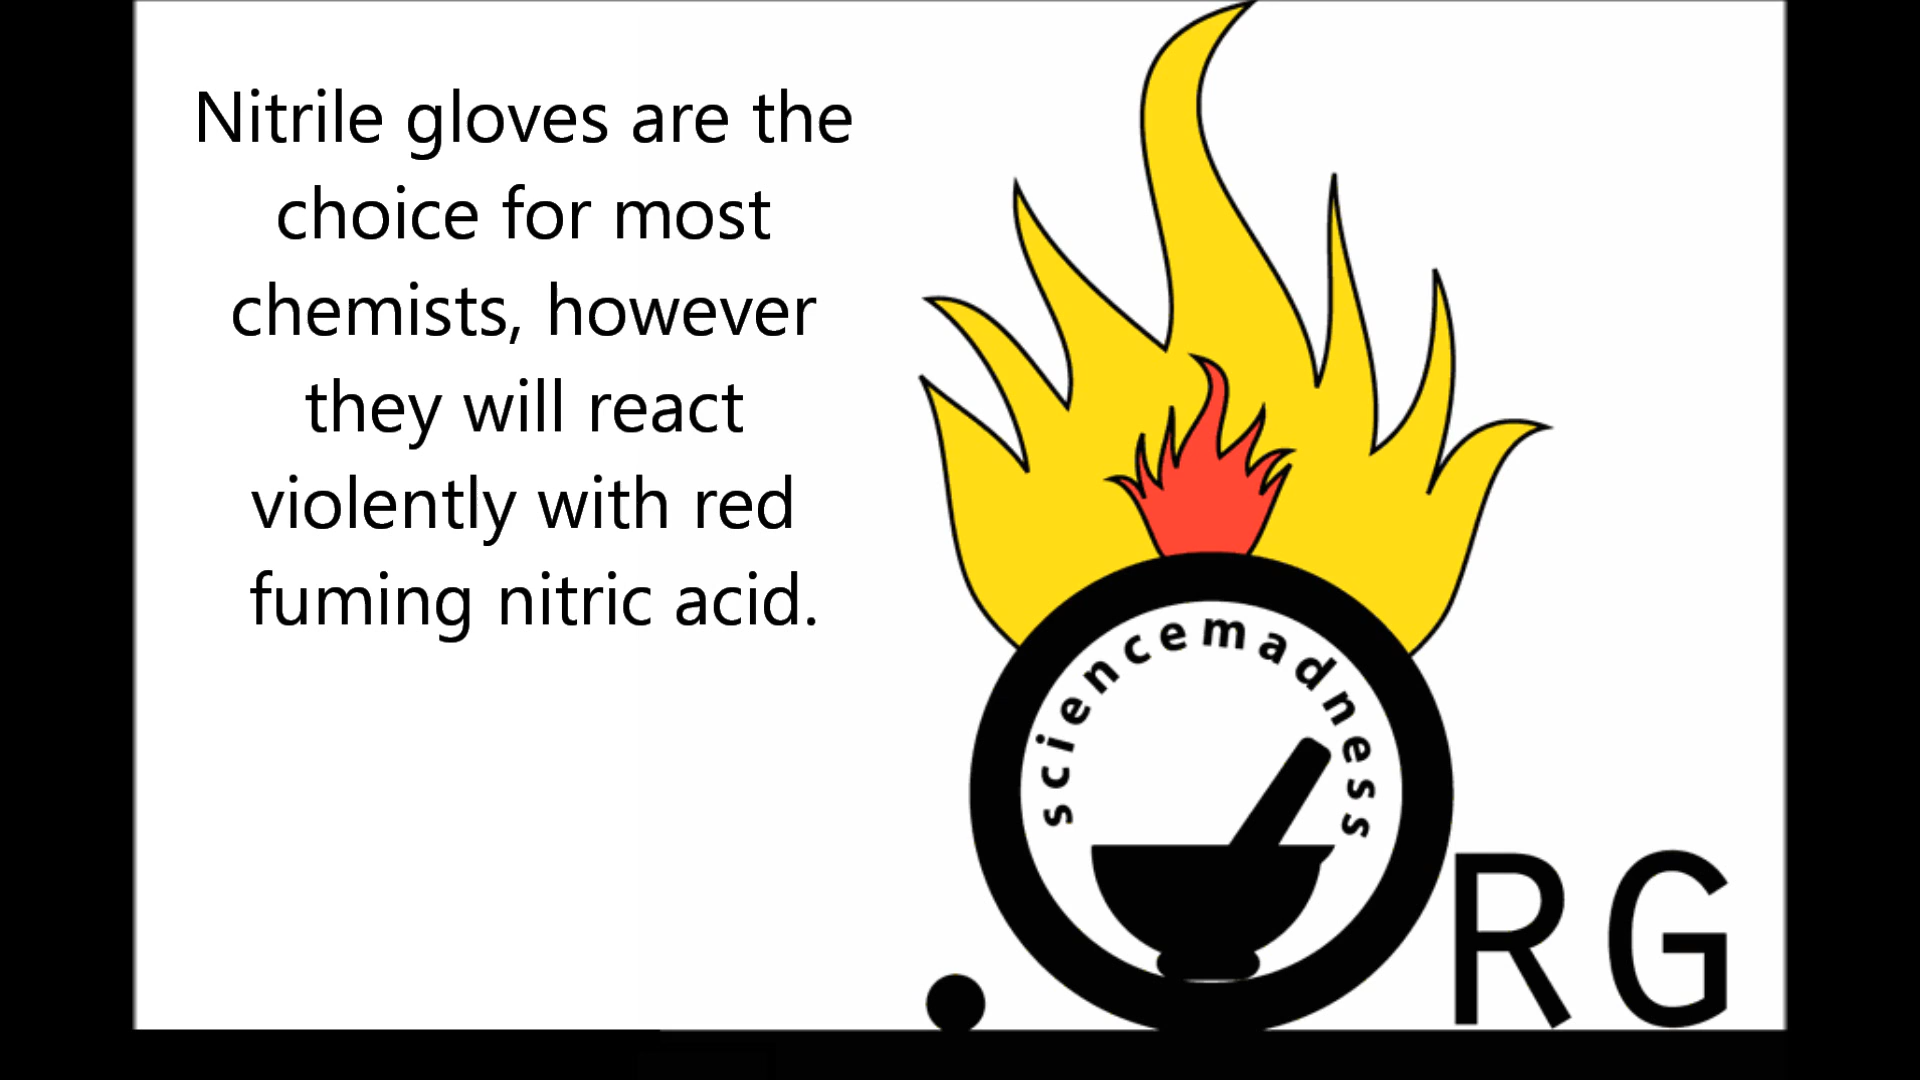 Nitrile gloves are the
choice for most
chemists, however
they will react
violently with red
fuming nitric acid.
sciencemadness
.ORG